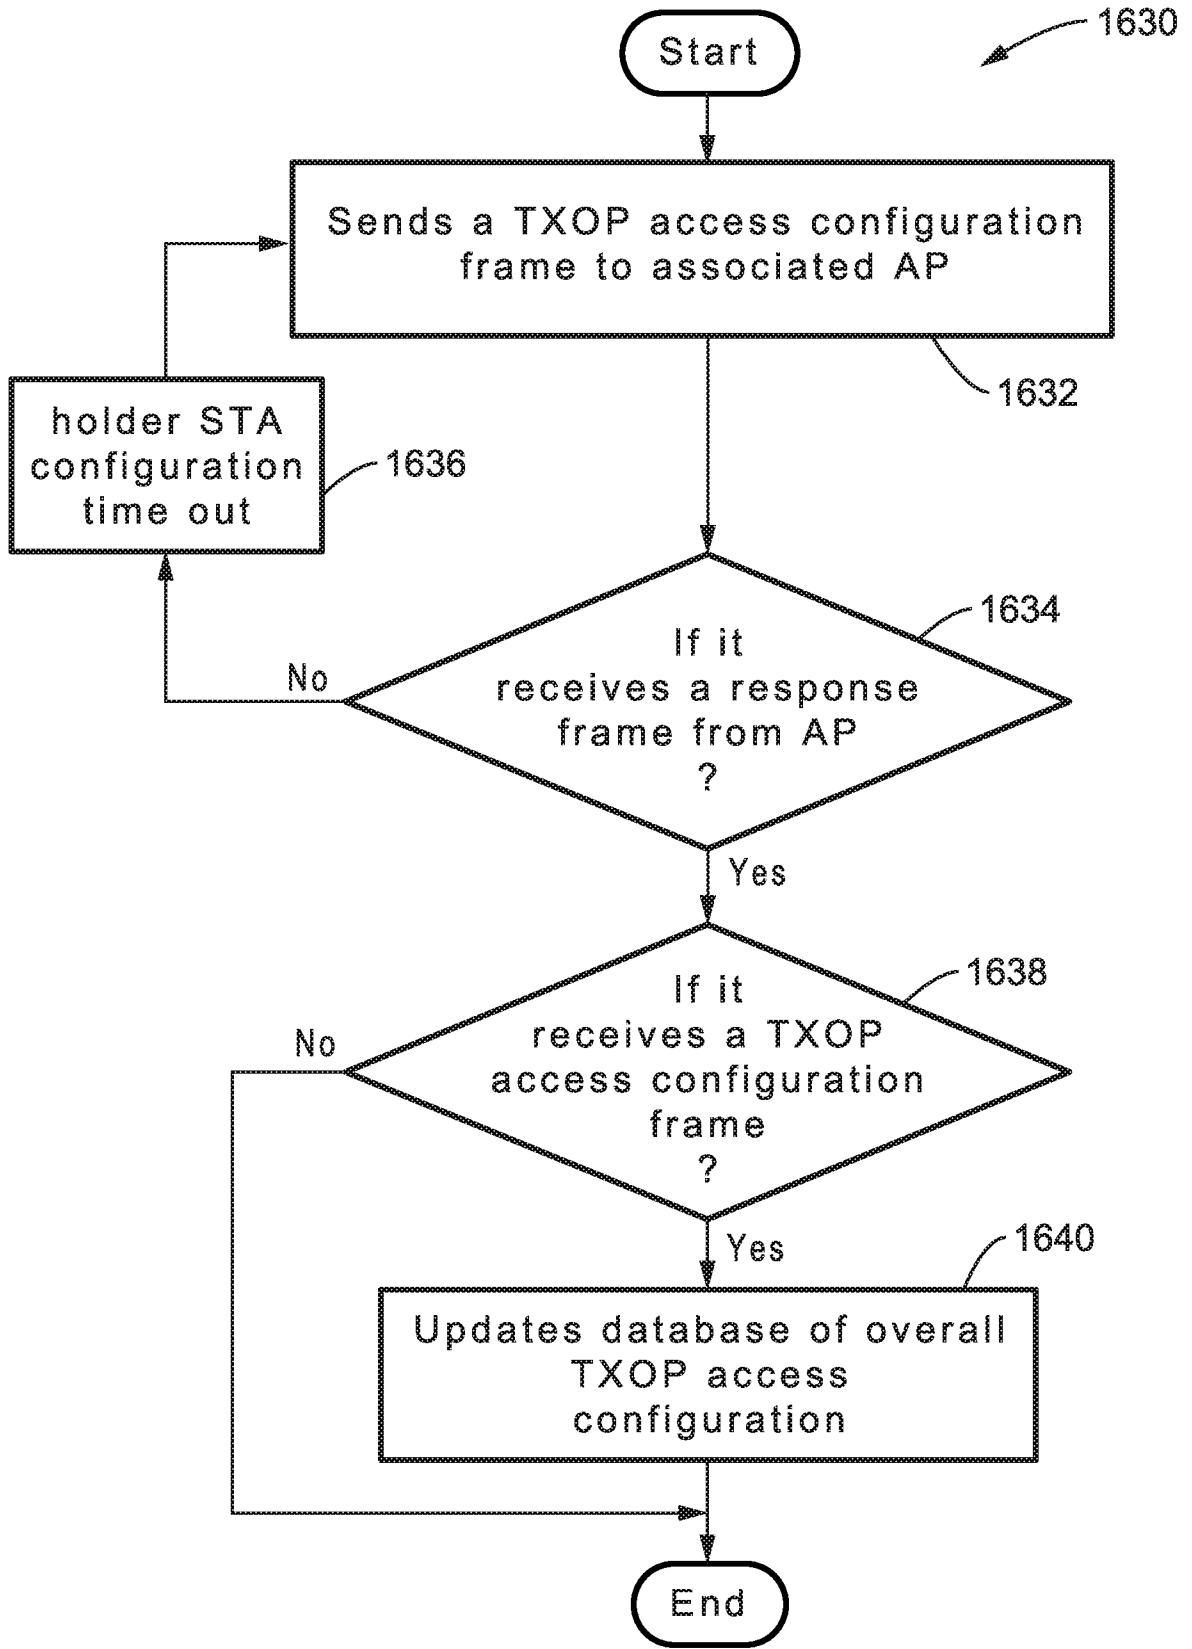 1630
Start
Sends a TXOP access configuration
frame to associated AP
1632
holder STA
configuration
time out
1636
1634
If it
receives a response
frame from AP
?
No
Yes
1638
If it
receives a TXOP
access configuration
frame
?
No
Yes
1640
Updates database of overall
TXOP access
configuration
End